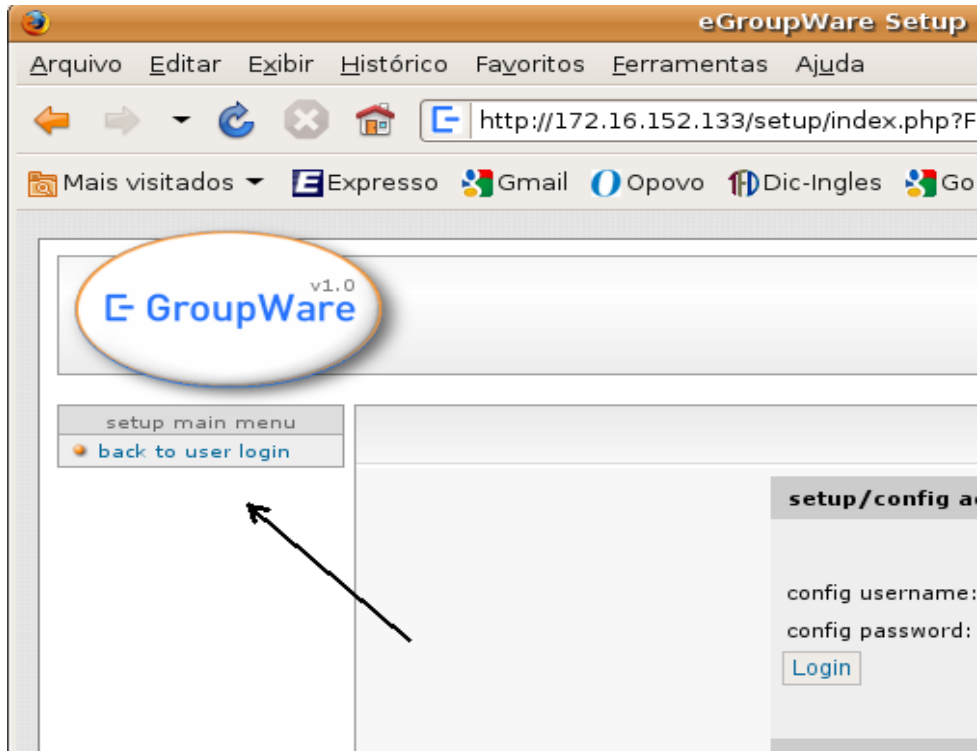 eGroupWare Setup
Arquivo Editar Exibir Histórico Favoritos Ferramentas Ajuda
http://172.16.152.133/setup/index.php?F
Mais visitados Expresso Gmail Opovo Dic-Ingles Go
v1.0
GroupWare
setup main menu
back to user login
setup/config a
config username:
config password:
Login